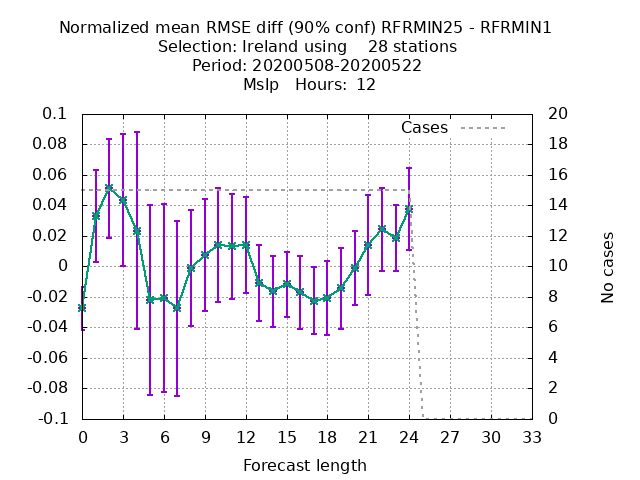 Normalized mean RMSE diff (90% conf) RFRMIN25 - RFRMIN1
Selection: Ireland using    28 stations
Period: 20200508-20200522
Mslp   Hours:  12
Cases
0.1
0.08
0.06
0.04
0.02
0
-0.02
-0.04
-0.06
-0.08
-0.1
20
18
16
14
12
10
8
6
4
2
0
No cases
0 3 6 9 12 15 18 21 24 27 30 33
Forecast length